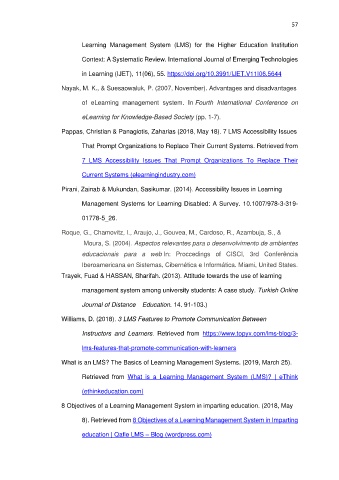 57
Learning Management System (LMS) for the Higher Education Institution
Context: A Systematic Review. International Journal of Emerging Technologies
in Learning (iJET), 11(06), 55. https://doi.org/10.3991/IJET.V11I06.5644
Nayak, M. K., & Suesaowaluk, P. (2007, November). Advantages and disadvantages
of eLearning management system. In Fourth International Conference on
eLearning for Knowledge-Based Society (pp. 1-7).
Pappas, Christian & Panagiotis, Zaharias (2018, May 18). 7 LMS Accessibility Issues
That Prompt Organizations to Replace Their Current Systems. Retrieved from
7 LMS Accessibility Issues That Prompt Organizations To Replace Their
Current Systems (elearningindustry.com)
Pirani, Zainab & Mukundan, Sasikumar. (2014). Accessibility Issues in Learning
Management Systems for Learning Disabled: A Survey. 10.1007/978-3-319-
01778-5_26.
Roque, G., Chamovitz, I., Araujo, J., Gouvea, M., Cardoso, R., Azambuja, S., &
Moura, S. (2004). Aspectos relevantes para o desenvolvimento de ambientes
educacionais para a web In: Proccedings of CISCI, 3rd Conferência
Iberoamericana en Sistemas, Cibernética e Informática. Miami, United States.
Trayek, Fuad & HASSAN, Sharifah. (2013). Attitude towards the use of learning
management system among university students: A case study. Turkish Online
Journal of Distance Education. 14. 91-103.)
Williams, D. (2018). 3 LMS Features to Promote Communication Between
Instructors and Learners. Retrieved from https://www.topyx.com/lms-blog/3-
lms-features-that-promote-communication-with-learners
What is an LMS? The Basics of Learning Management Systems. (2019, March 25).
Retrieved from What is a Learning Management System (LMS)? | eThink
(ethinkeducation.com)
8 Objectives of a Learning Management System in imparting education. (2018, May
8). Retrieved from 8 Objectives of a Learning Management System in Imparting
education | Qafie LMS – Blog (wordpress.com)